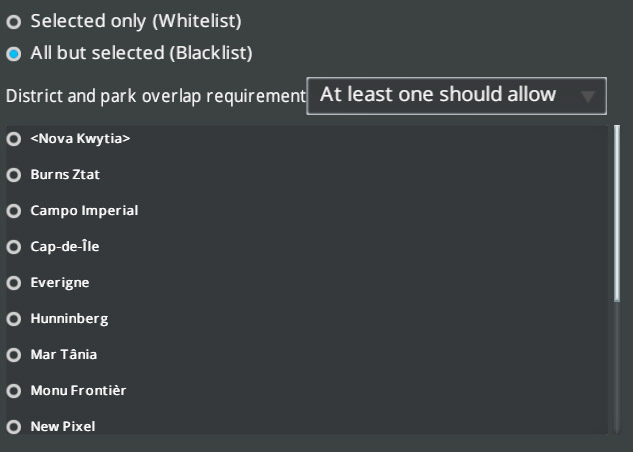 Selected only (Whitelist)
All but selected (Blacklist)
District and park overlap requirement At least one should allow
<Nova Kwytia>
Burns Ztat
Campo Imperial
Cap-de-Île
Everigne
Hunninberg
Mar Tânia
Monu Frontièr
New Pixel